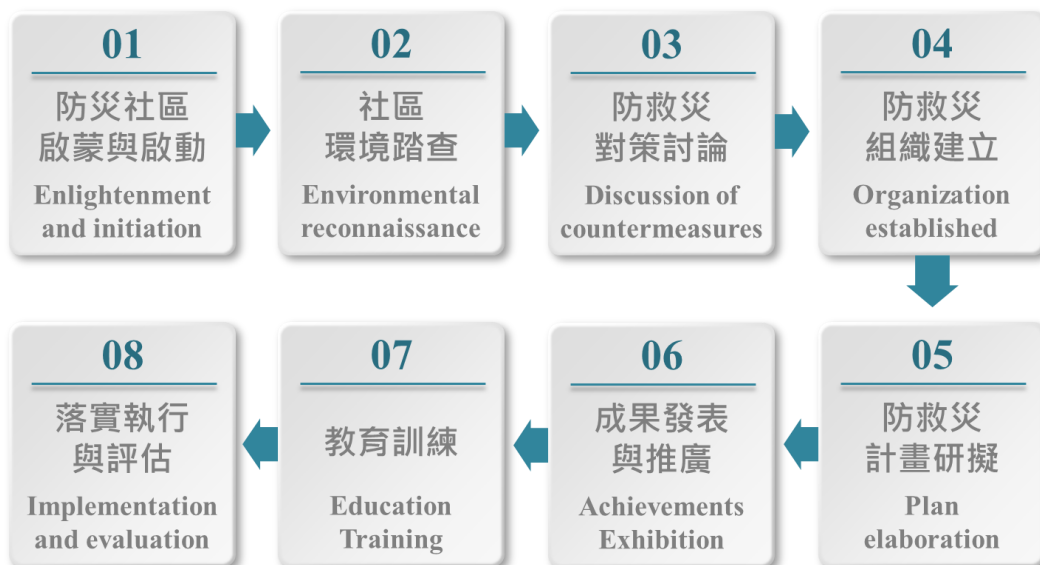 01
防災社區
啟蒙與啟動
Enlightenment
and initiation
02
社區
環境踏查
Environmental
reconnaissance
03
防救災
對策討論
Discussion of
countermeasures
04
防救災
組織建立
Organization
established
05
防救災
計畫研擬
Plan
elaboration
06
成果發表
與推廣
Achievements
Exhibition
07
教育訓練
Education
Training
08
落實執行
與評估
Implementation
and evaluation